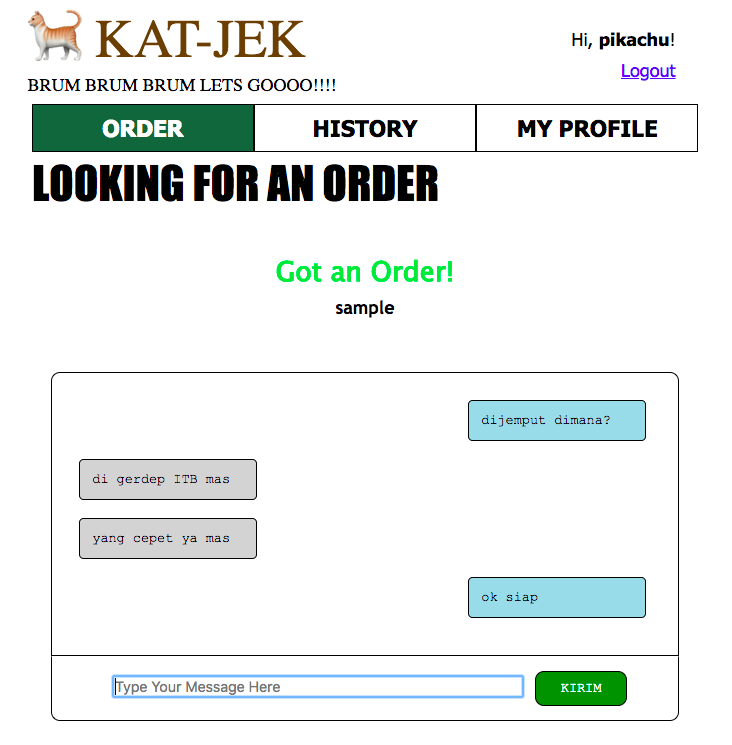 KAT-JEK
Hi, pikachu!
Logout
BRUM BRUM BRUM LETS GOOOO!!!!
ORDER HISTORY MY PROFILE
LOOKING FOR AN ORDER
Got an Order!
sample
dijemput dimana?
di gerdep ITB mas
yang cepet ya mas
ok siap
Type Your Message Here KIRIM